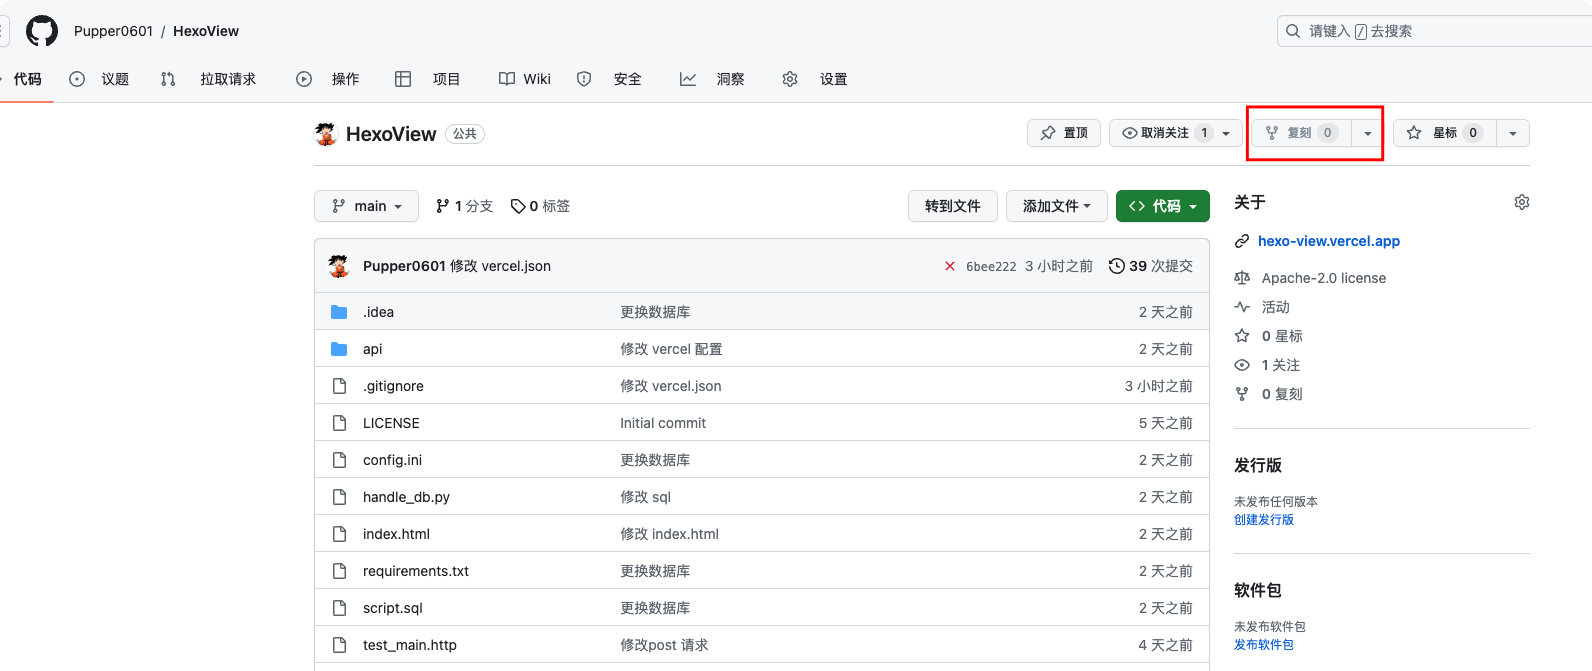 Pupper0601 / HexoView
请键入 / 去搜索
代码 议题 拉取请求 操作 项目 Wiki 安全 洞察 设置
HexoView 公共
置顶 取消关注 1 复刻 0 星标 0
main 1 分支 0 标签 转到文件 添加文件 <> 代码
Pupper0601 修改 vercel.json 6bee222 3 小时之前 39 次提交
.idea 更换数据库 2 天之前
api 修改 vercel 配置 2 天之前
.gitignore 修改 vercel.json 3 小时之前
LICENSE Initial commit 5 天之前
config.ini 更换数据库 2 天之前
handle_db.py 修改 sql 2 天之前
index.html 修改 index.html 2 天之前
requirements.txt 更换数据库 2 天之前
script.sql 更换数据库 2 天之前
test_main.http 修改post 请求 4 天之前
关于
hexo-view.vercel.app
Apache-2.0 license
活动
0 星标
1 关注
0 复刻
发行版
未发布任何版本
创建发行版
软件包
未发布软件包
发布软件包